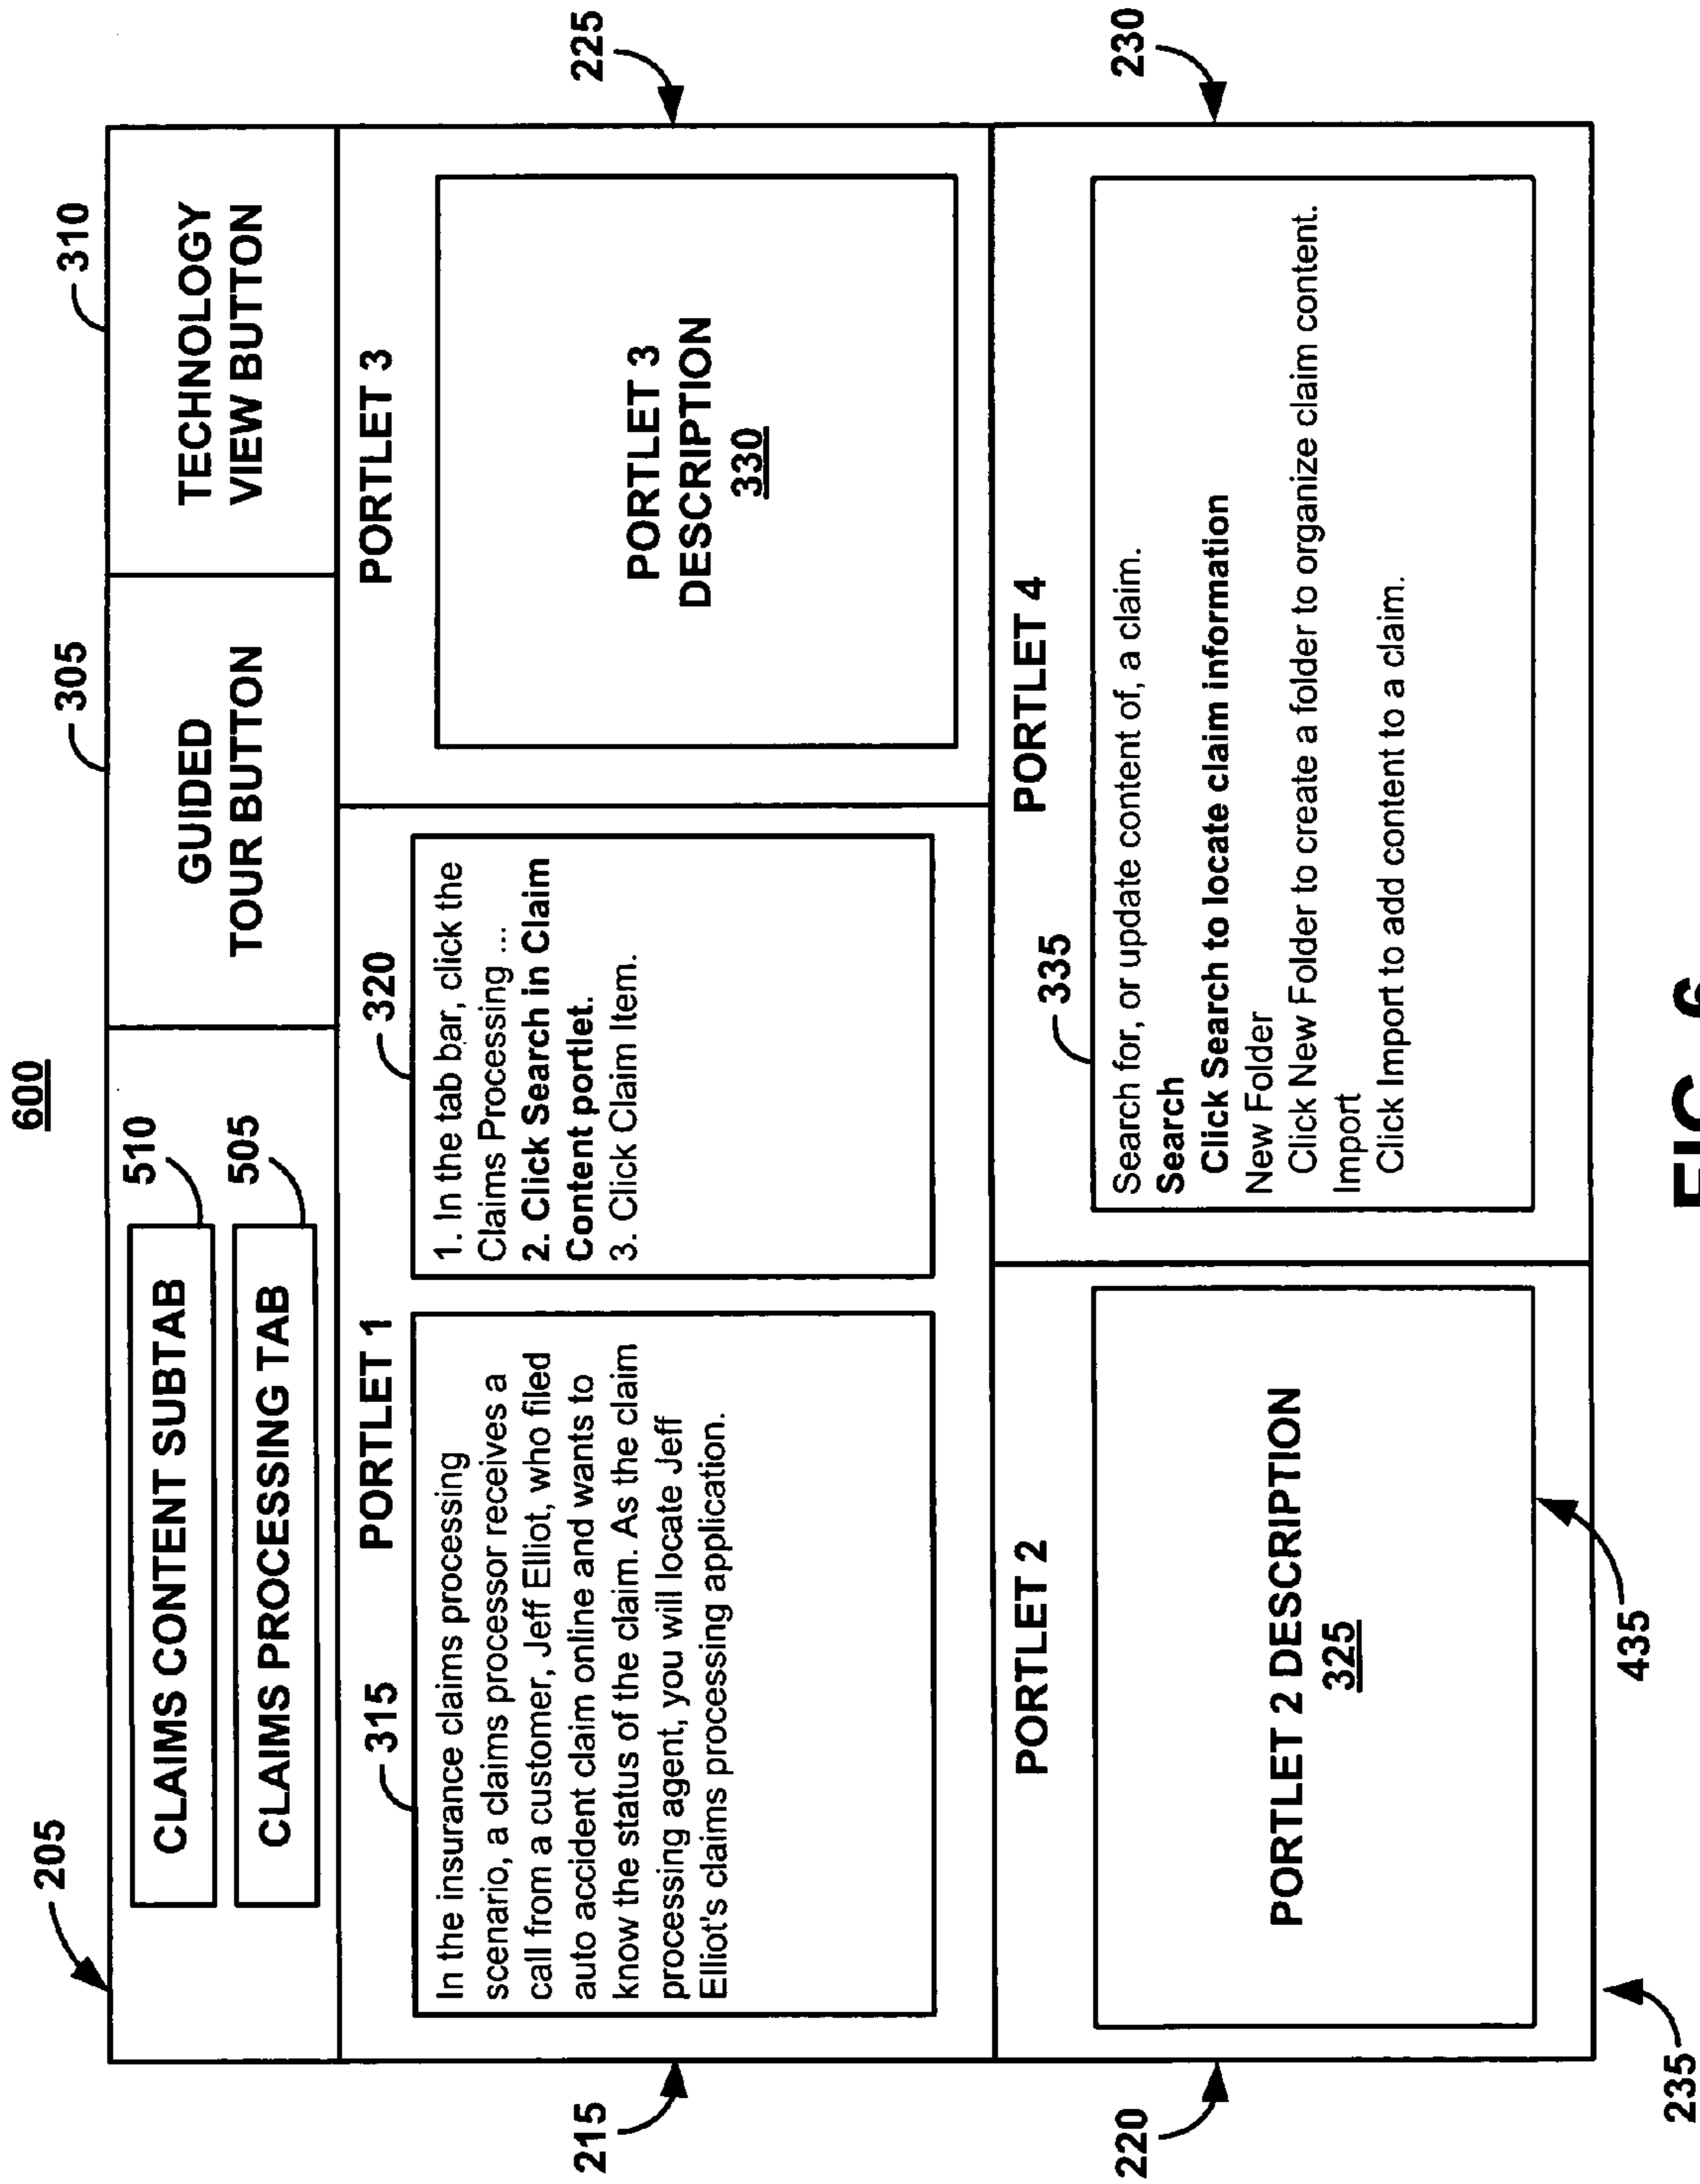 600
205
CLAIMS CONTENT SUBTAB
510
CLAIMS PROCESSING TAB
505
305
GUIDED
TOUR BUTTON
310
TECHNOLOGY
VIEW BUTTON
215
PORTLET 1
315
In the insurance claims processing
scenario, a claims processor receives a
call from a customer, Jeff Elliot, who filed
auto accident claim online and wants to
know the status of the claim. As the claim
processing agent, you will locate Jeff
Elliot's claims processing application.
320
1. In the tab bar, click the
Claims Processing ...
2. Click Search in Claim
Content portlet.
3. Click Claim Item.
PORTLET 3
225
PORTLET 3
DESCRIPTION
330
220
PORTLET 2
PORTLET 2 DESCRIPTION
325
435
235
PORTLET 4
230
335
Search for, or update content of, a claim.
Search
Click Search to locate claim information
New Folder
Click New Folder to create a folder to organize claim content.
Import
Click Import to add content to a claim.
FIG. 6